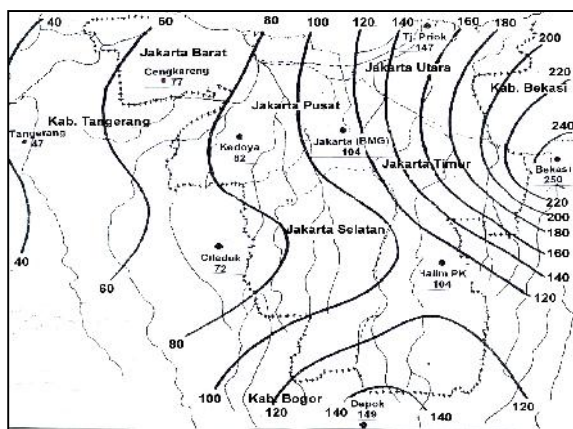 40
60
80
100
120
140
160
180
200
220
240
Jakarta Barat
Cengkareng
77
Tj. Priok
147
Jakarta Utara
Kab. Bekasi
Kab. Tangerang
Jakarta Pusat
Tangerang
47
Kedoya
82
Jakarta (BMG)
104
Jakarta Timur
Bekasi
250
220
200
180
160
140
120
Jakarta Selatan
Cileduk
72
Halim PK
104
40
60
80
100
Kab. Bogor
120
140
Depok
149
140
120